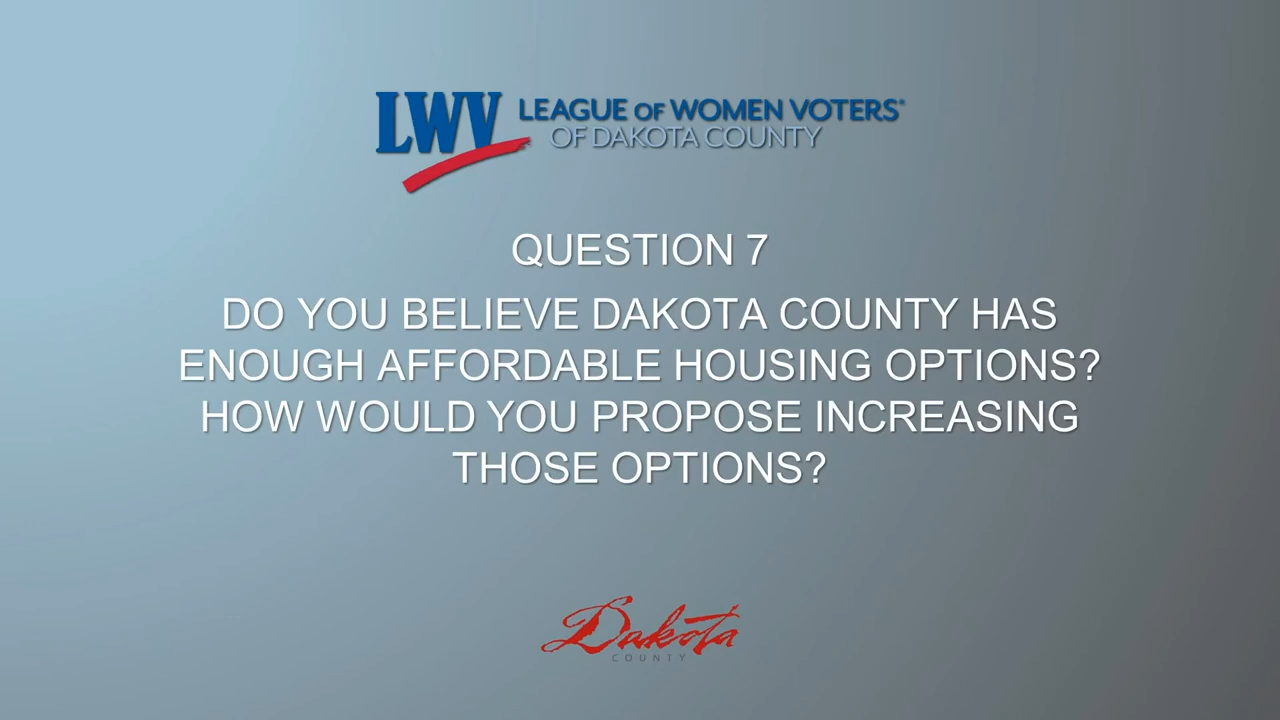 LWV LEAGUE OF WOMEN VOTERS®
OF DAKOTA COUNTY
QUESTION 7
DO YOU BELIEVE DAKOTA COUNTY HAS
ENOUGH AFFORDABLE HOUSING OPTIONS?
HOW WOULD YOU PROPOSE INCREASING
THOSE OPTIONS?
Dakota
COUNTY